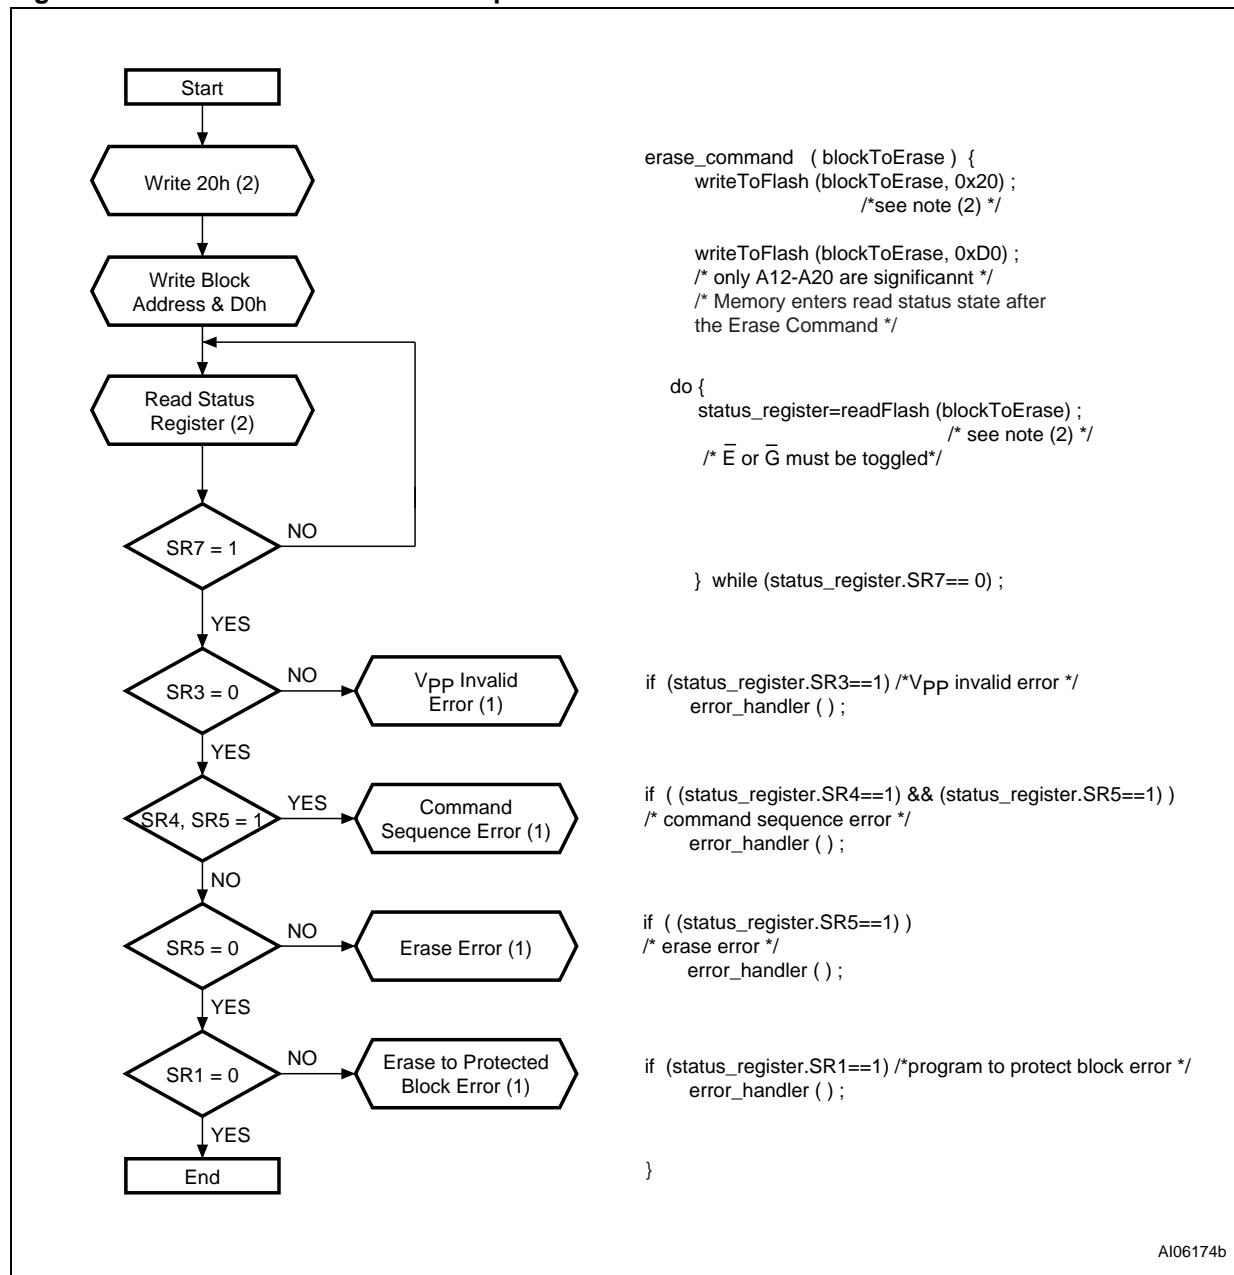 Start
Write 20h (2)
Write Block
Address & D0h
Read Status
Register (2)
SR7 = 1
NO
YES
SR3 = 0
NO
VPP Invalid
Error (1)
YES
SR4, SR5 = 1
YES
Command
Sequence Error (1)
NO
SR5 = 0
NO
Erase Error (1)
YES
SR1 = 0
NO
Erase to Protected
Block Error (1)
YES
End
erase_command ( blockToErase ) {
writeToFlash (blockToErase, 0x20) ;
/*see note (2) */
writeToFlash (blockToErase, 0xD0) ;
/* only A12-A20 are significannt */
/* Memory enters read status state after
the Erase Command */
do {
status_register=readFlash (blockToErase) ;
/* see note (2) */
/* E̅ or G̅ must be toggled*/
} while (status_register.SR7== 0) ;
if (status_register.SR3==1) /*VPP invalid error */
error_handler ( ) ;
if ( (status_register.SR4==1) && (status_register.SR5==1) )
/* command sequence error */
error_handler ( ) ;
if ( (status_register.SR5==1) )
/* erase error */
error_handler ( ) ;
if (status_register.SR1==1) /*program to protect block error */
error_handler ( ) ;
}
AI06174b